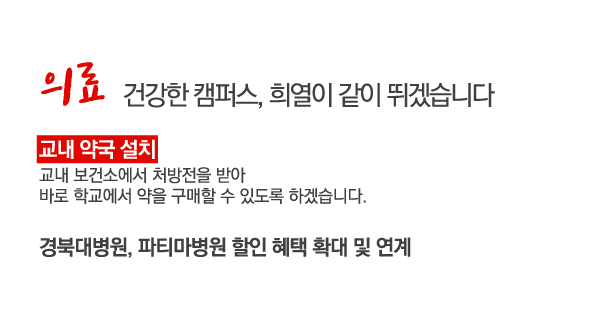 의료 건강한 캠퍼스, 희열이 같이 뛰겠습니다
교내 약국 설치
교내 보건소에서 처방전을 받아
바로 학교에서 약을 구매할 수 있도록 하겠습니다.
경북대병원, 파티마병원 할인 혜택 확대 및 연계